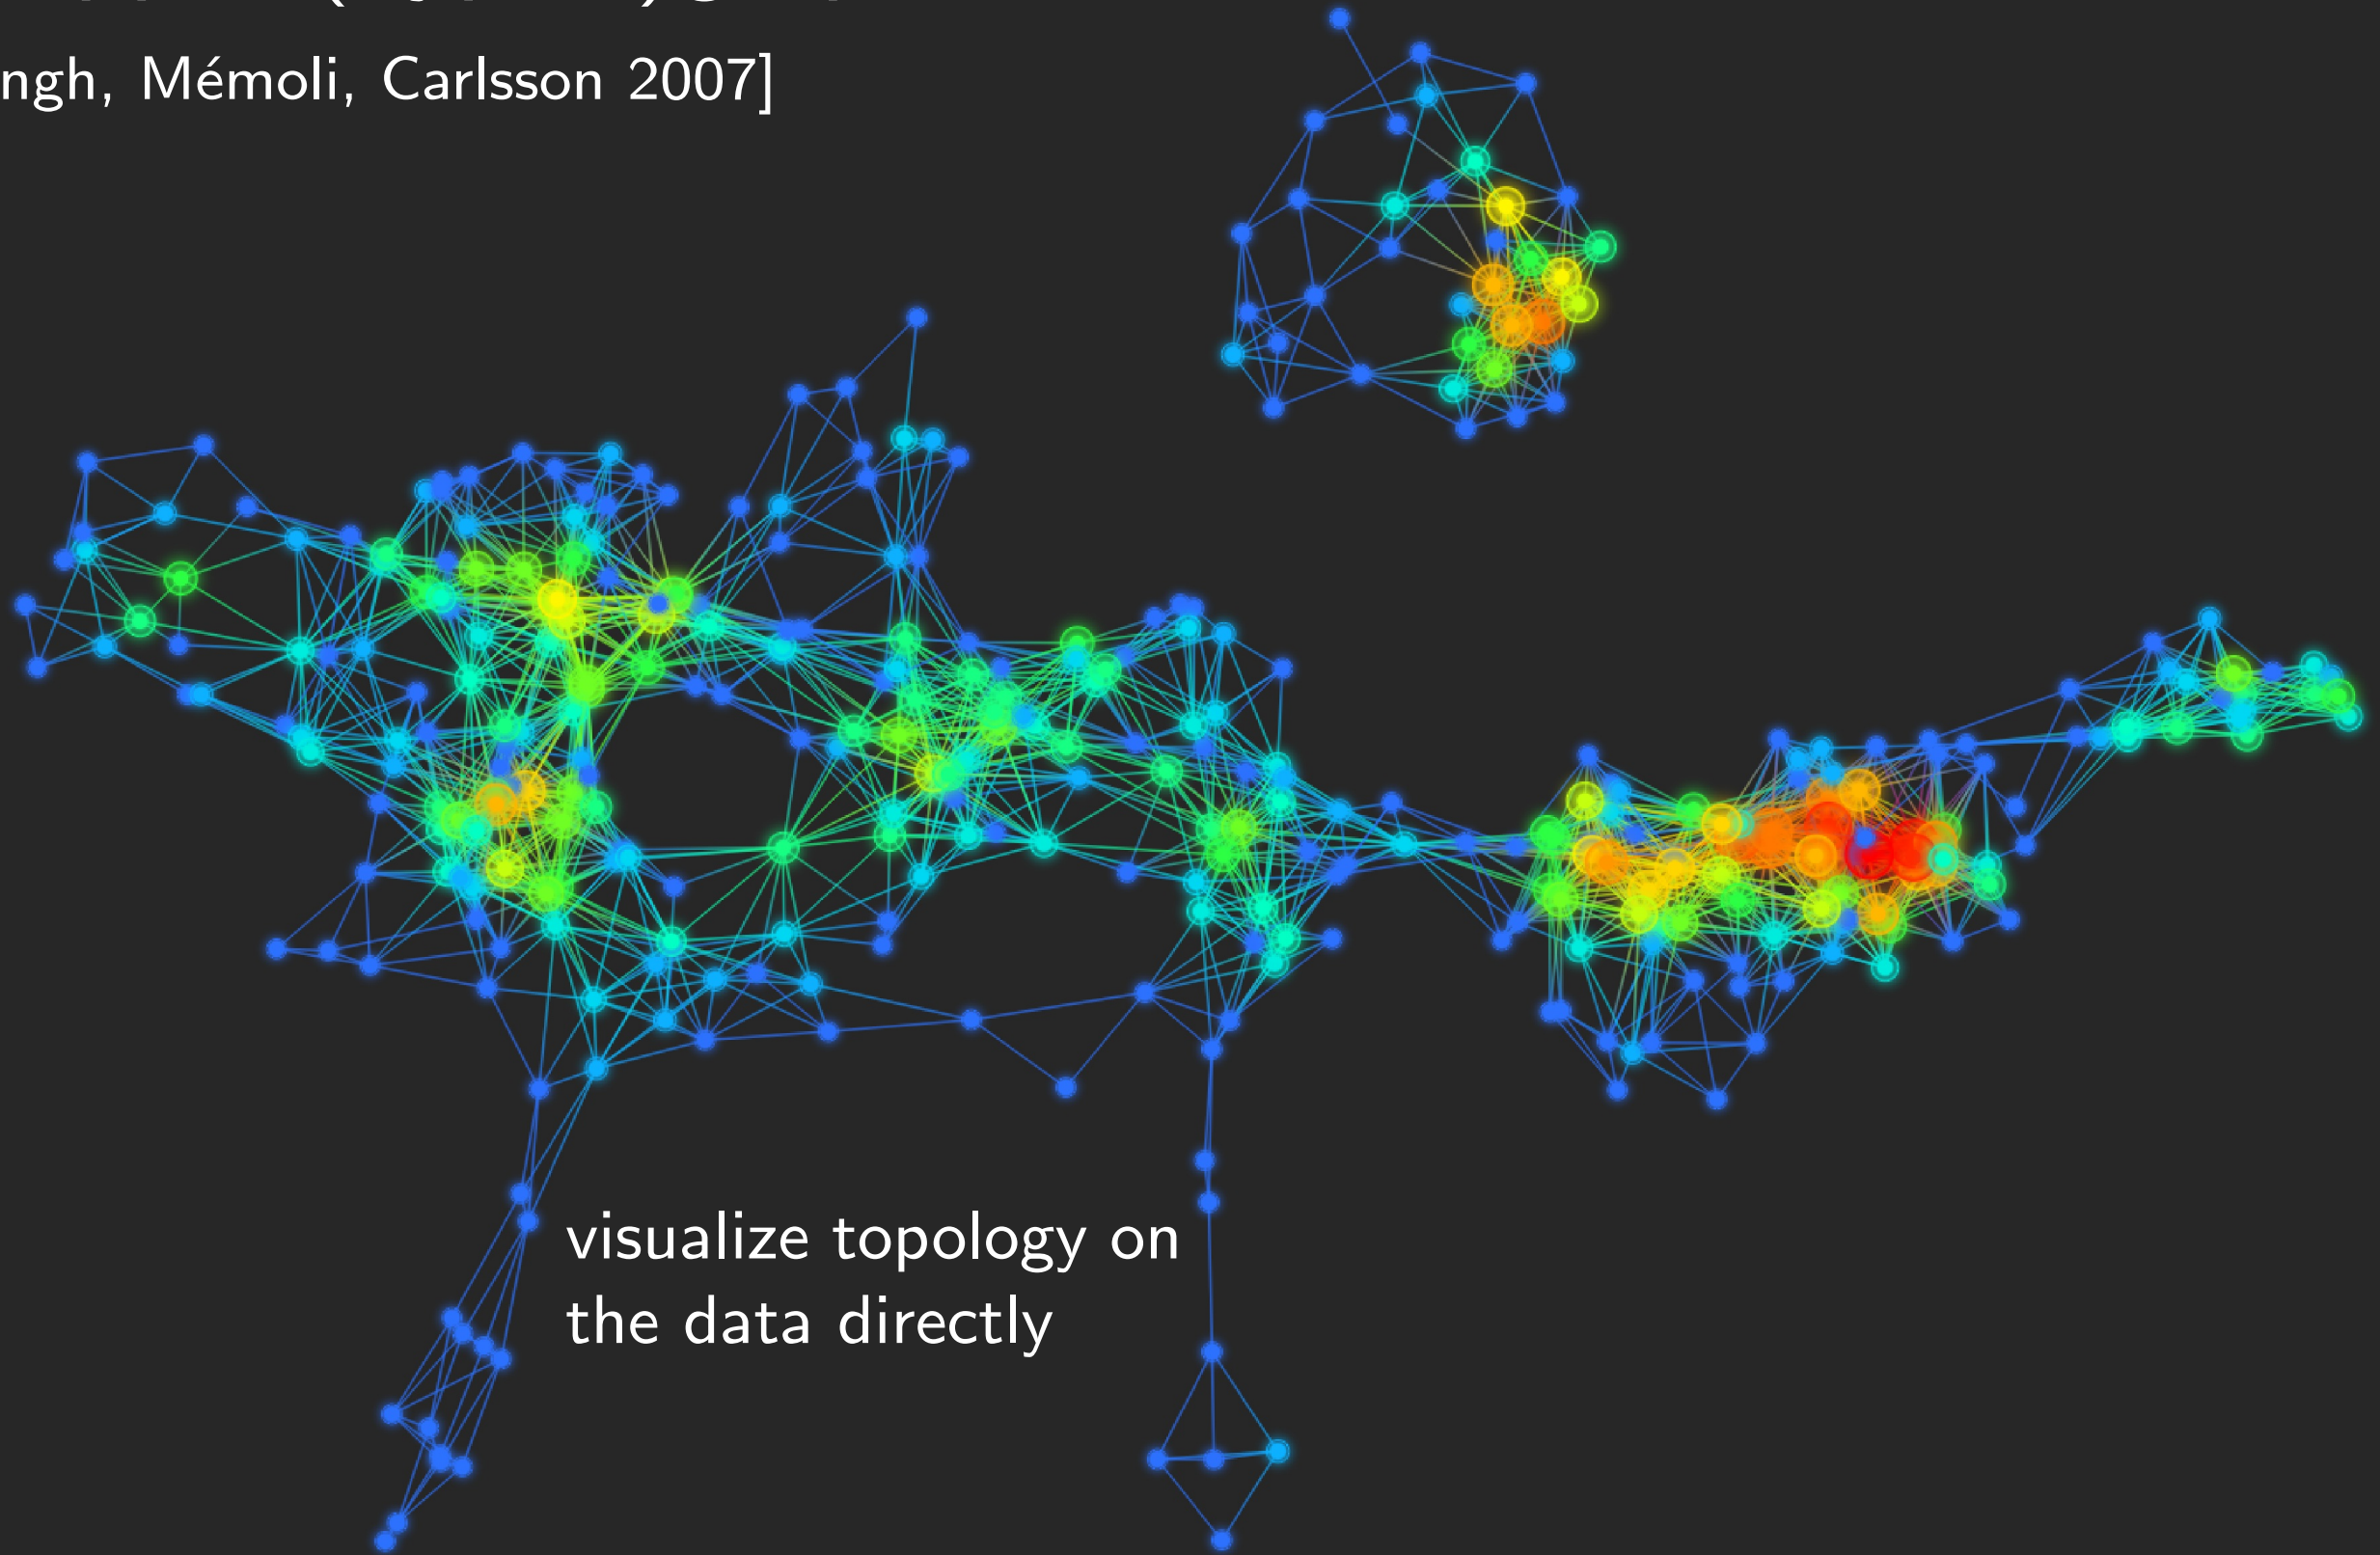 ngh, Mémoli, Carlsson 2007]
visualize topology on
the data directly